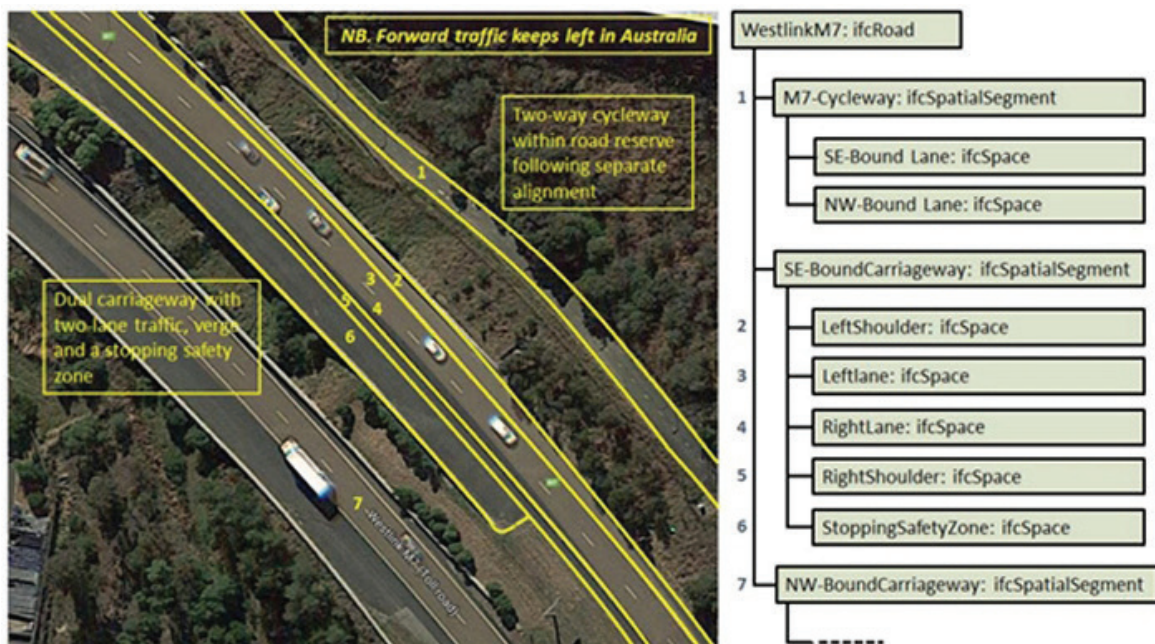 NB. Forward traffic keeps left in Australia
Two-way cycleway
within road reserve
following separate
alignment
1
3
2
5
4
6
Dual carriageway with
two lane traffic, verge
and a stopping safety
zone
7
WestlinkM7: ifcRoad
1
M7-Cycleway: ifcSpatialSegment
SE-Bound Lane: ifcSpace
NW-Bound Lane: ifcSpace
SE-BoundCarriageway: ifcSpatialSegment
2
LeftShoulder: ifcSpace
3
Leftlane: ifcSpace
4
RightLane: ifcSpace
5
RightShoulder: ifcSpace
6
StoppingSafetyZone: ifcSpace
7
NW-BoundCarriageway: ifcSpatialSegment